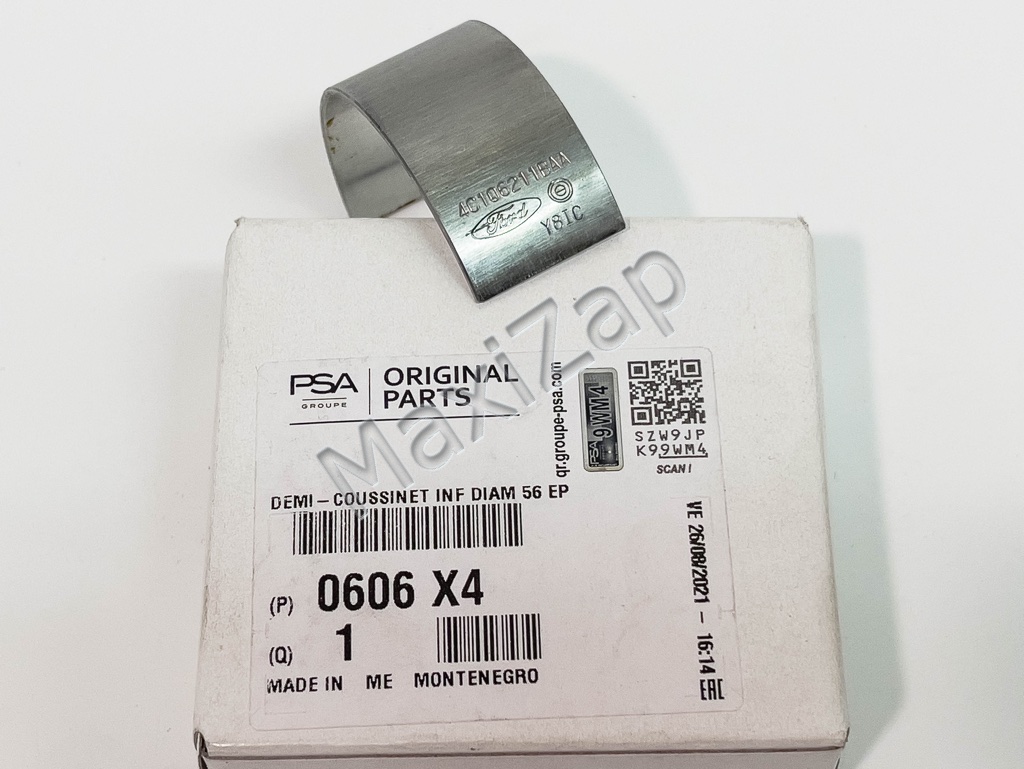 4C1Q6211BAA
Ford
Y8IC
MaxiZap
PSA
GROUPE
ORIGINAL
PARTS
qr.groupe-psa.com
PSA
9WM4
SZW9JP
K99WM4
SCAN!
DEMI-COUSSINET INF DIAM 56 EP
(P) 0606 X4
(Q) 1
MADE IN ME MONTENEGRO
VE 26/08/2021 - 16:14
EAC